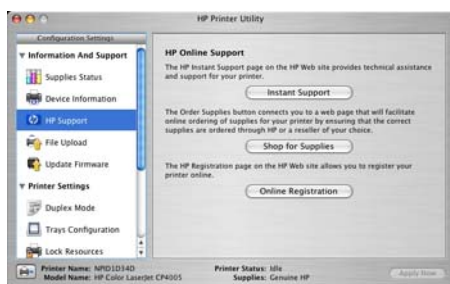 HP Printer Utility
Configuration Settings
Information And Support
Supplies Status
Device Information
HP Support
File Upload
Update Firmware
Printer Settings
Duplex Mode
Trays Configuration
Lock Resources
HP Online Support
The HP Instant Support page on the HP Web site provides technical assistance
and support for your printer.
Instant Support
The Order Supplies button connects you to a web page that will facilitate
online ordering of supplies for your printer by ensuring that the correct
supplies are ordered through HP or a reseller of your choice.
Shop for Supplies
The HP Registration page on the HP Web site allows you to register your
printer online.
Online Registration
Printer Name: NPID1D34D
Model Name: HP Color LaserJet CP4005
Printer Status: Idle
Supplies: Genuine HP
Apply Now